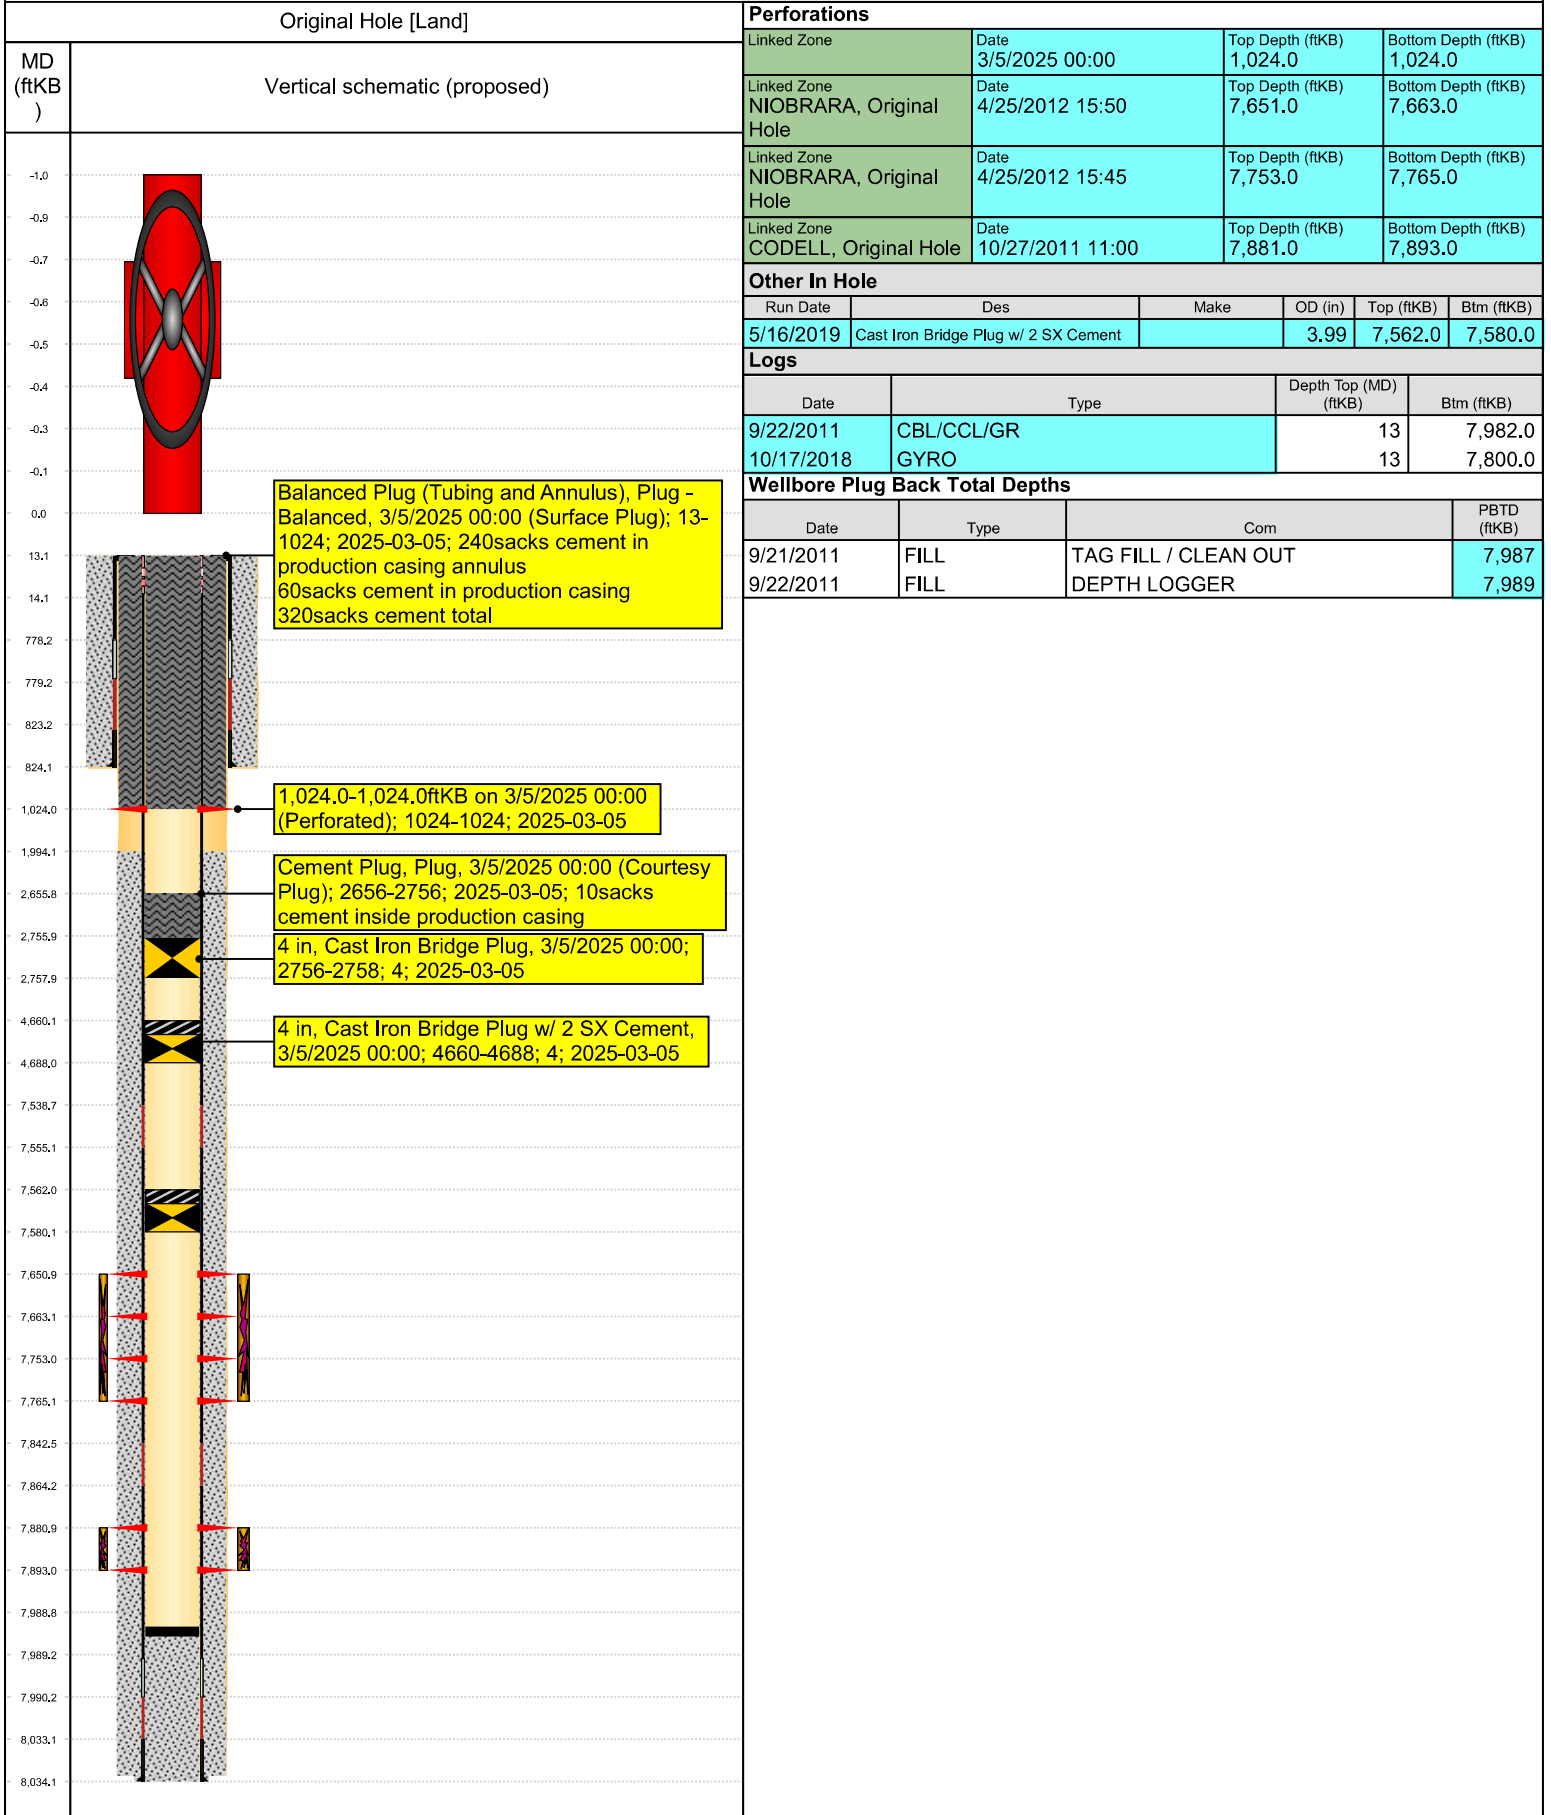 Original Hole [Land]
MD
(ftKB
)
Vertical schematic (proposed)
-1.0
-0.9
-0.7
-0.6
-0.5
-0.4
-0.3
-0.1
0.0
13.1
14.1
778.2
779.2
823.2
824.1
1,024.0
1,994.1
2,655.8
2,755.9
2,757.9
4,660.1
4,688.0
7,538.7
7,555.1
7,562.0
7,580.1
7,650.9
7,663.1
7,753.0
7,765.1
7,842.5
7,864.2
7,880.9
7,893.0
7,988.8
7,989.2
7,990.2
8,033.1
8,034.1
Balanced Plug (Tubing and Annulus), Plug -
Balanced, 3/5/2025 00:00 (Surface Plug); 13-
1024; 2025-03-05; 240sacks cement in
production casing annulus
60sacks cement in production casing
320sacks cement total
1,024.0-1,024.0ftKB on 3/5/2025 00:00
(Perforated); 1024-1024; 2025-03-05
Cement Plug, Plug, 3/5/2025 00:00 (Courtesy
Plug); 2656-2756; 2025-03-05; 10sacks
cement inside production casing
4 in, Cast Iron Bridge Plug, 3/5/2025 00:00;
2756-2758; 4; 2025-03-05
4 in, Cast Iron Bridge Plug w/ 2 SX Cement,
3/5/2025 00:00; 4660-4688; 4; 2025-03-05
Perforations
Linked Zone Date Top Depth (ftKB) Bottom Depth (ftKB)
3/5/2025 00:00 1,024.0 1,024.0
Linked Zone Date Top Depth (ftKB) Bottom Depth (ftKB)
NIOBRARA, Original 4/25/2012 15:50 7,651.0 7,663.0
Hole
Linked Zone Date Top Depth (ftKB) Bottom Depth (ftKB)
NIOBRARA, Original 4/25/2012 15:45 7,753.0 7,765.0
Hole
Linked Zone Date Top Depth (ftKB) Bottom Depth (ftKB)
CODELL, Original Hole 10/27/2011 11:00 7,881.0 7,893.0
Other In Hole
Run Date Des Make OD (in) Top (ftKB) Btm (ftKB)
5/16/2019 Cast Iron Bridge Plug w/ 2 SX Cement 3.99 7,562.0 7,580.0
Logs
Depth Top (MD)
Date Type (ftKB) Btm (ftKB)
9/22/2011 CBL/CCL/GR 13 7,982.0
10/17/2018 GYRO 13 7,800.0
Wellbore Plug Back Total Depths
PBTD
Date Type Com (ftKB)
9/21/2011 FILL TAG FILL / CLEAN OUT 7,987
9/22/2011 FILL DEPTH LOGGER 7,989